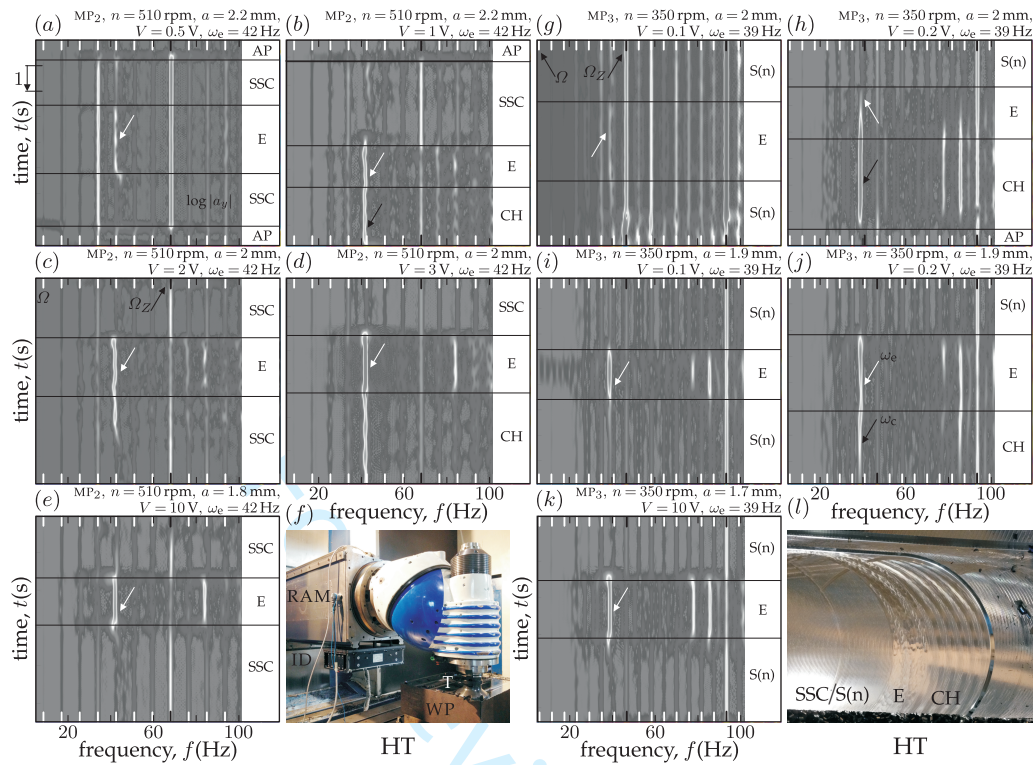 (a) MP2, n = 510 rpm, a = 2.2 mm,
V = 0.5 V, ωe = 42 Hz
AP
SSC
E
SSC
AP
1
time, t(s)
log |ay|
(b) MP2, n = 510 rpm, a = 2.2 mm,
V = 1 V, ωe = 42 Hz
AP
SSC
E
CH
(g) MP3, n = 350 rpm, a = 2 mm,
V = 0.1 V, ωe = 39 Hz
Ω
ΩZ
S(n)
E
S(n)
(h) MP3, n = 350 rpm, a = 2 mm,
V = 0.2 V, ωe = 39 Hz
S(n)
E
CH
AP
(c) MP2, n = 510 rpm, a = 2 mm,
V = 2 V, ωe = 42 Hz
Ω
ΩZ
SSC
E
SSC
time, t(s)
(d) MP2, n = 510 rpm, a = 2 mm,
V = 3 V, ωe = 42 Hz
SSC
E
CH
20 60 100
frequency, f(Hz)
(i) MP3, n = 350 rpm, a = 1.9 mm,
V = 0.1 V, ωe = 39 Hz
S(n)
E
S(n)
(j) MP3, n = 350 rpm, a = 1.9 mm,
V = 0.2 V, ωe = 39 Hz
S(n)
E
CH
ωe
ωc
20 60 100
frequency, f(Hz)
(e) MP2, n = 510 rpm, a = 1.8 mm,
V = 10 V, ωe = 42 Hz
SSC
E
SSC
time, t(s)
20 60 100
frequency, f(Hz)
(f)
RAM
ID
T
WP
HT
(k) MP3, n = 350 rpm, a = 1.7 mm,
V = 10 V, ωe = 39 Hz
S(n)
E
S(n)
time, t(s)
20 60 100
frequency, f(Hz)
(l)
SSC/S(n) E CH
HT